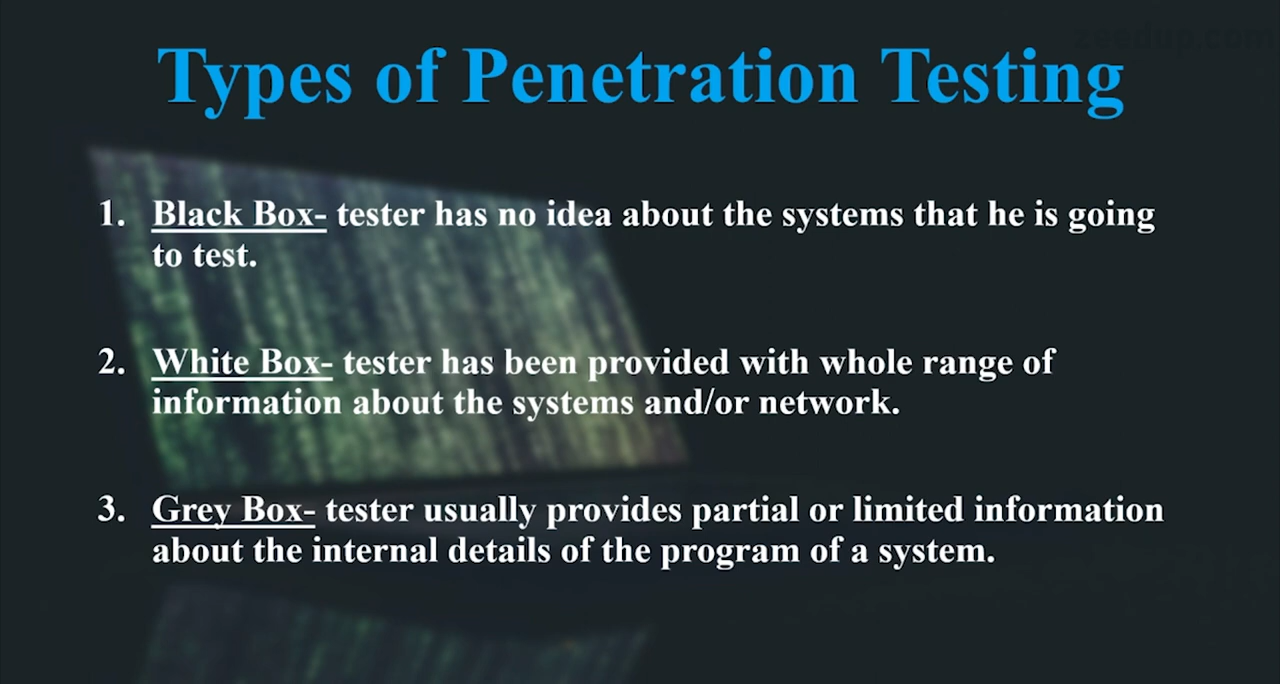 zaedup.com
Types of Penetration Testing
1. Black Box- tester has no idea about the systems that he is going
to test.
2. White Box- tester has been provided with whole range of
information about the systems and/or network.
3. Grey Box- tester usually provides partial or limited information
about the internal details of the program of a system.